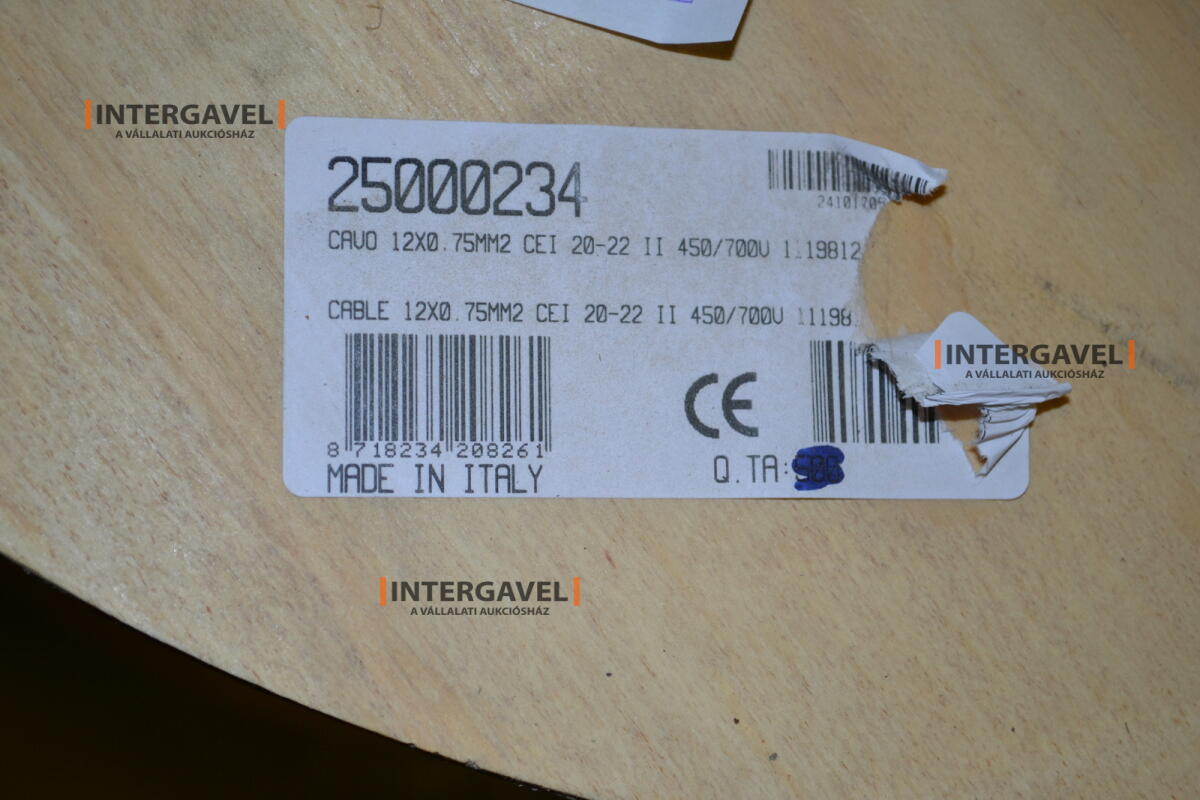 INTERGAVEL
A VÁLLALATI AUKCIÓSHÁZ
25000234
CAVO 12X0.75MM2 CEI 20-22 II 450/700V
CABLE 12X0.75MM2 CEI 20-22 II 450/700V
INTERGAVEL
A VÁLLALATI AUKCIÓSHÁZ
CE
8 718234 208261
MADE IN ITALY
Q.TA:
INTERGAVEL
A VÁLLALATI AUKCIÓSHÁZ